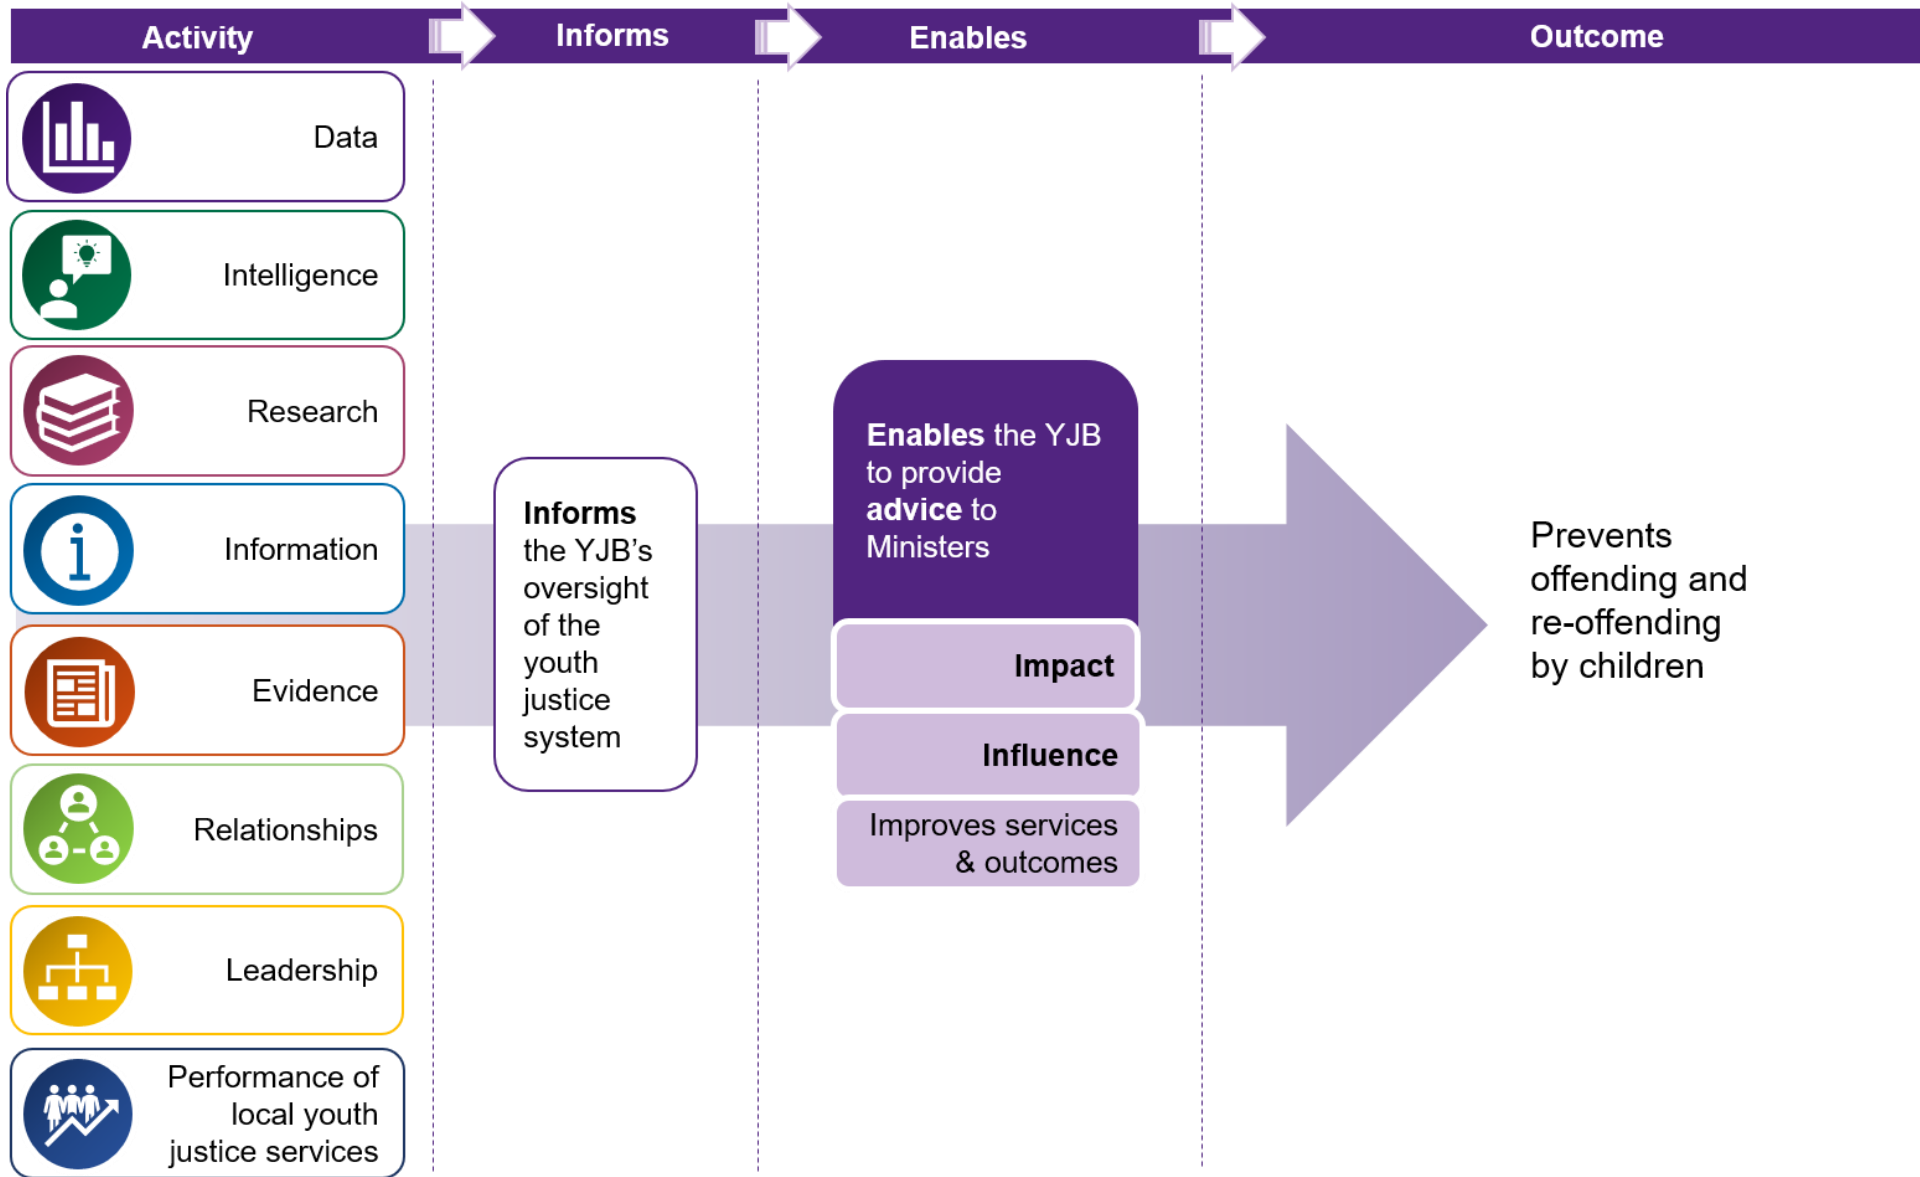 Activity
Informs
Enables
Outcome
Data
Intelligence
Research
Information
Evidence
Relationships
Leadership
Performance of
local youth
justice services
Informs
the YJB’s
oversight
of the
youth
justice
system
Enables the YJB
to provide
advice to
Ministers
Impact
Influence
Improves services
& outcomes
Prevents
offending and
re-offending
by children